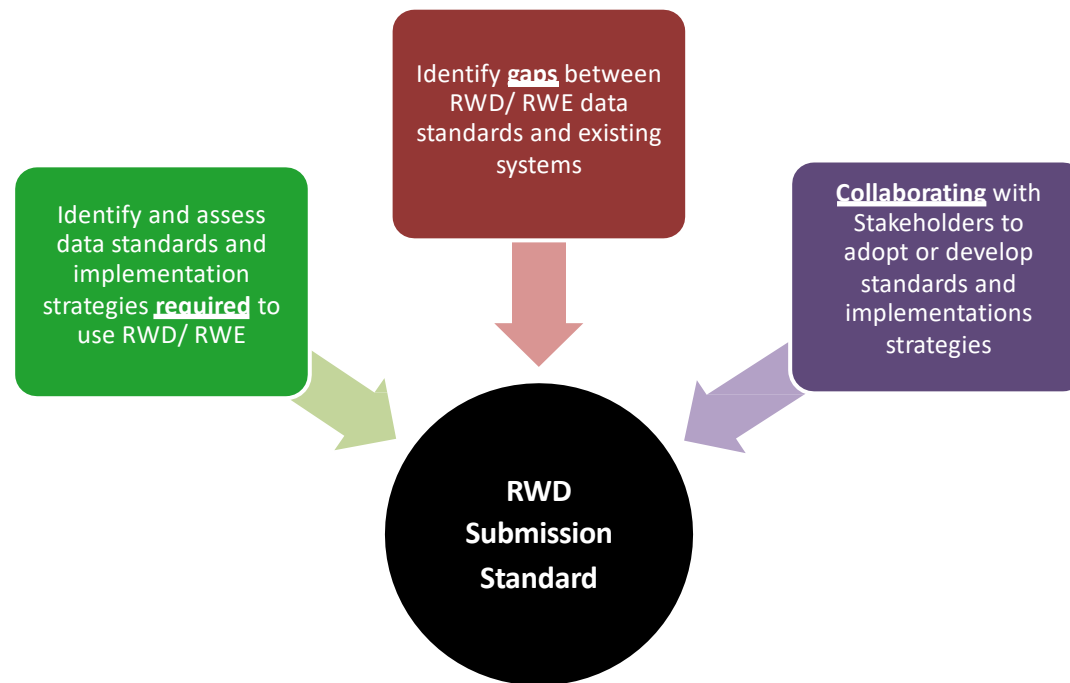 Identify gaps between
RWD/ RWE data
standards and existing
systems
Identify and assess
data standards and
implementation
strategies required to
use RWD/ RWE
Collaborating with
Stakeholders to
adopt or develop
standards and
implementations
strategies
RWD
Submission
Standard